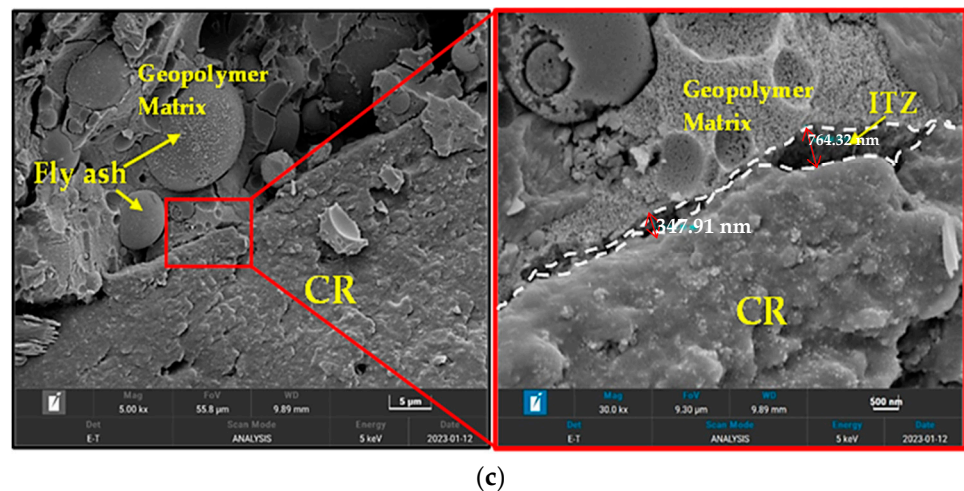 Geopolymer
Matrix
Fly ash
CR
Mag FoV WD
5.00 kx 55.8 µm 9.89 mm 5 µm
Det Scan Mode Energy Date
E-T ANALYSIS 5 keV 2023-01-12
ITZ
Geopolymer
Matrix
764.32 nm
347.91 nm
CR
Mag FoV WD
30.0 kx 9.30 µm 9.89 mm 500 nm
Det Scan Mode Energy Date
E-T ANALYSIS 5 keV 2023-01-12
(c)